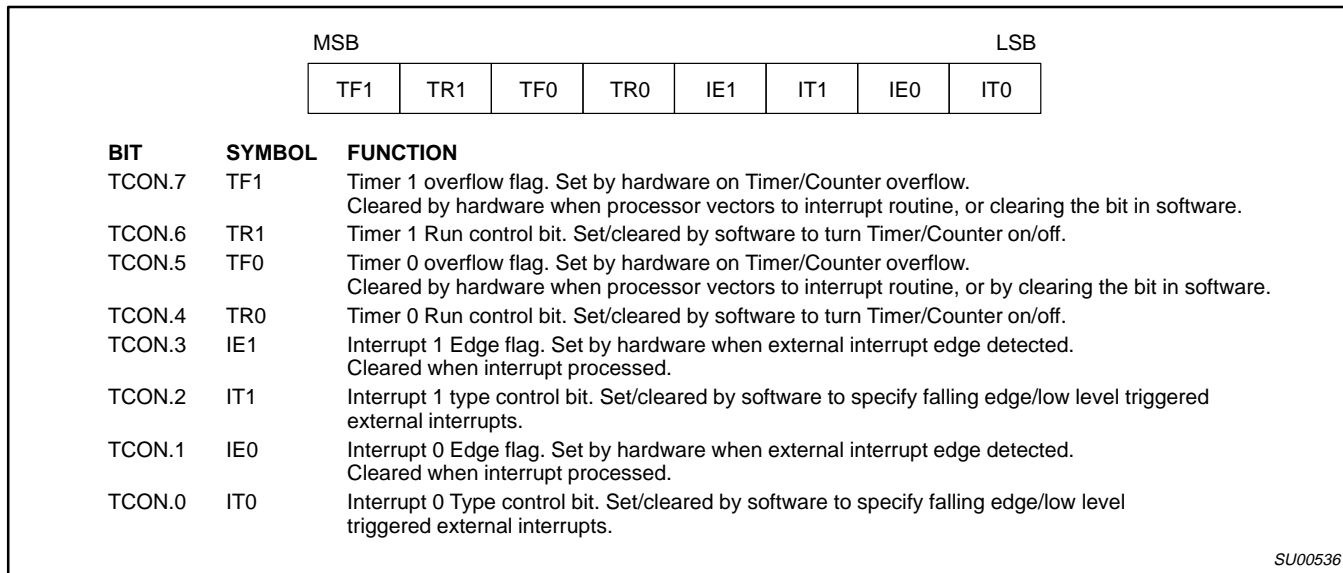 MSB LSB
TF1 TR1 TF0 TR0 IE1 IT1 IE0 IT0
BIT SYMBOL FUNCTION
TCON.7 TF1 Timer 1 overflow flag. Set by hardware on Timer/Counter overflow.
Cleared by hardware when processor vectors to interrupt routine, or clearing the bit in software.
TCON.6 TR1 Timer 1 Run control bit. Set/cleared by software to turn Timer/Counter on/off.
TCON.5 TF0 Timer 0 overflow flag. Set by hardware on Timer/Counter overflow.
Cleared by hardware when processor vectors to interrupt routine, or by clearing the bit in software.
TCON.4 TR0 Timer 0 Run control bit. Set/cleared by software to turn Timer/Counter on/off.
TCON.3 IE1 Interrupt 1 Edge flag. Set by hardware when external interrupt edge detected.
Cleared when interrupt processed.
TCON.2 IT1 Interrupt 1 type control bit. Set/cleared by software to specify falling edge/low level triggered
external interrupts.
TCON.1 IE0 Interrupt 0 Edge flag. Set by hardware when external interrupt edge detected.
Cleared when interrupt processed.
TCON.0 IT0 Interrupt 0 Type control bit. Set/cleared by software to specify falling edge/low level
triggered external interrupts.
SU00536